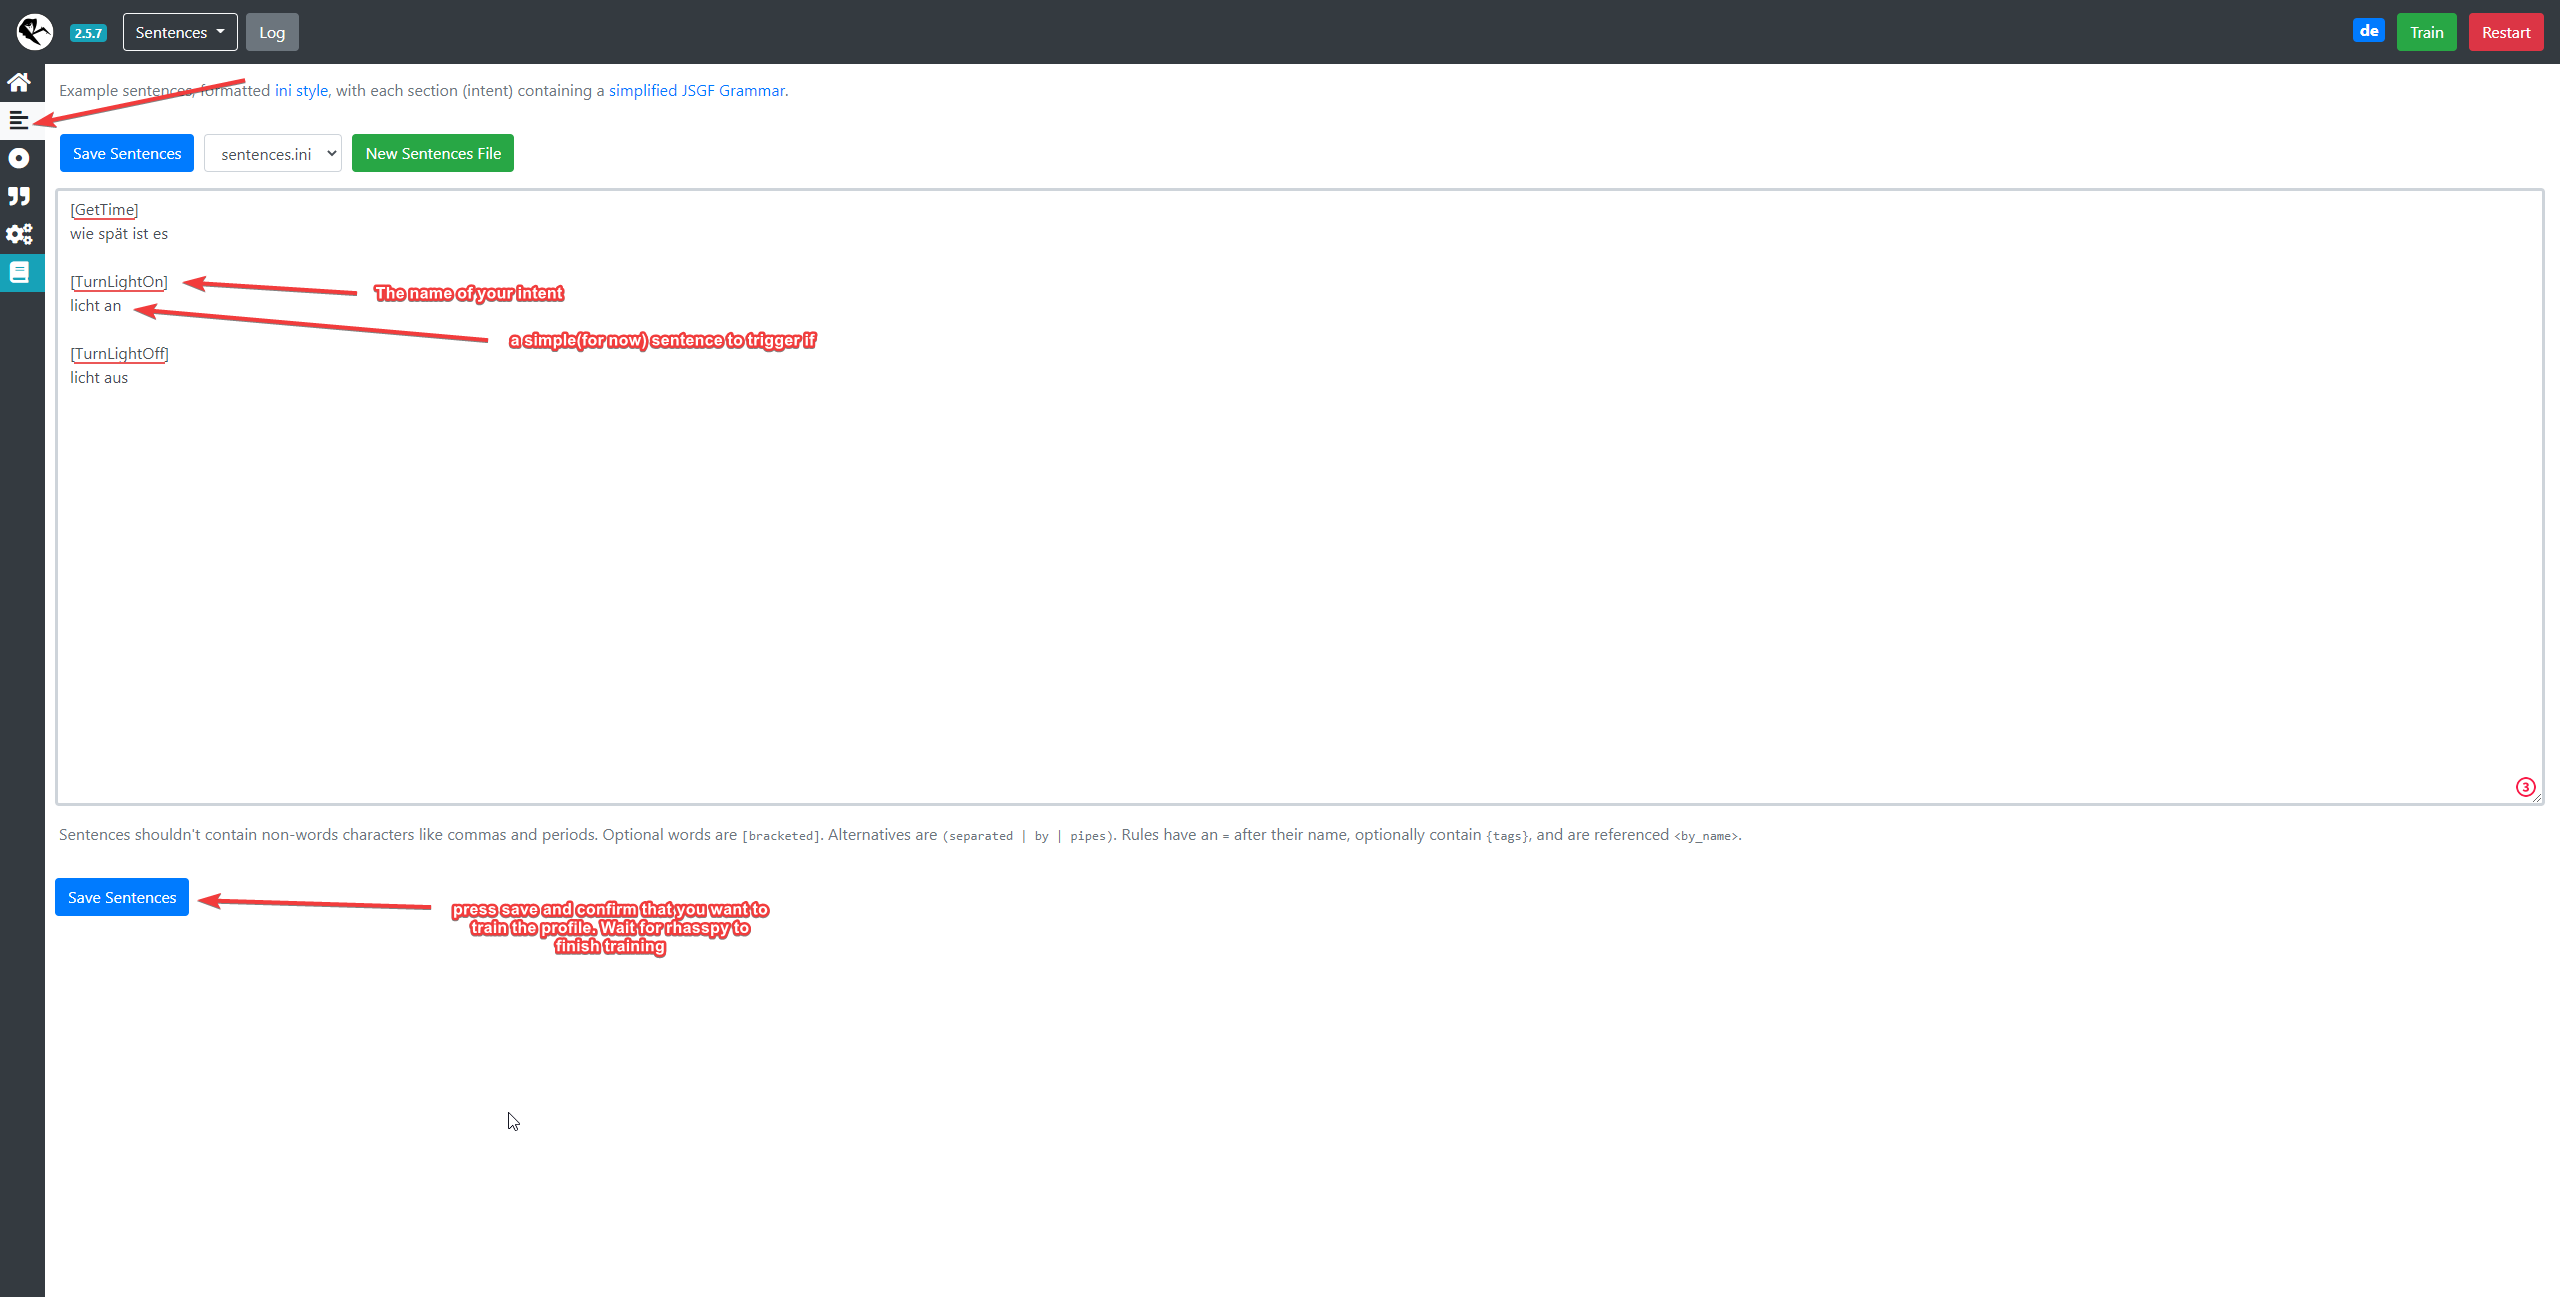 2.5.7
Sentences
Log
de
Train
Restart
Example sentences, formatted ini style, with each section (intent) containing a simplified JSGF Grammar.
Save Sentences
sentences.ini
New Sentences File
[GetTime]
wie spät ist es
[TurnLightOn]
The name of your intent
licht an
a simple(for now) sentence to trigger if
[TurnLightOff]
licht aus
3
Sentences shouldn't contain non-words characters like commas and periods. Optional words are [bracketed]. Alternatives are (separated | by | pipes). Rules have an = after their name, optionally contain {tags}, and are referenced <by_name>.
Save Sentences
press save and confirm that you want to
train the profile. Wait for rhasspy to
finish training